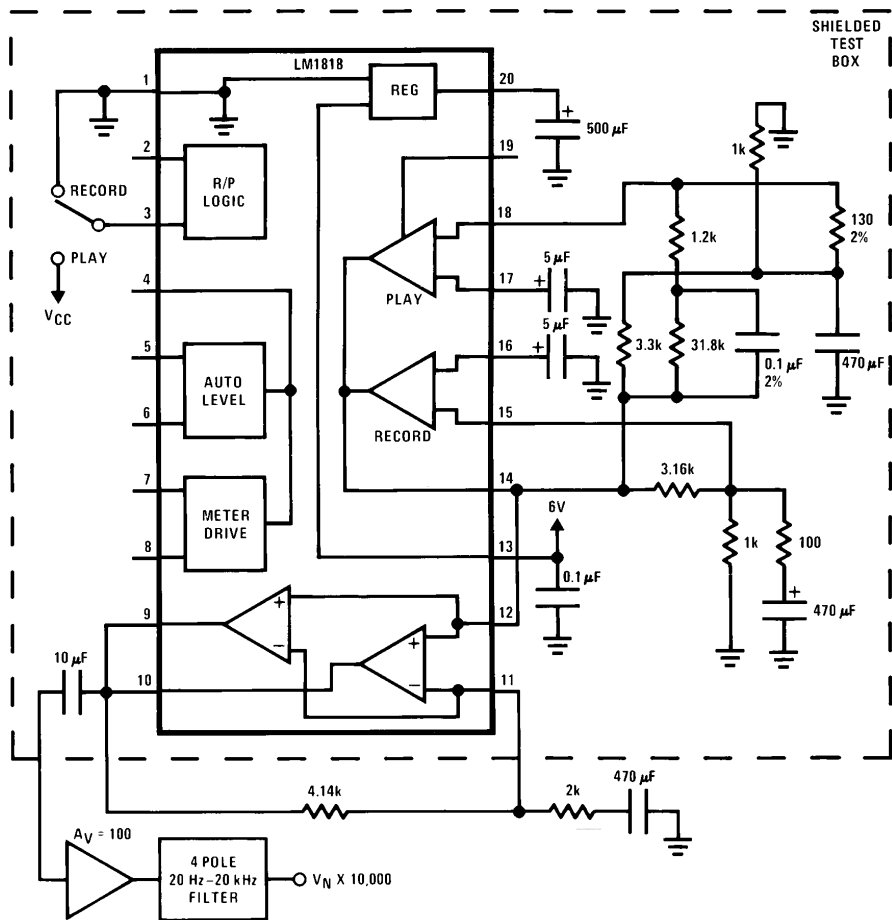 SHIELDED
TEST
BOX
LM1818
1
20
REG
+
500 µF
2
19
1k
R/P
LOGIC
RECORD
3
18
1.2k
130
2%
PLAY
VCC
5 µF
+
17
PLAY
4
5 µF
+
16
3.3k
31.8k
0.1 µF
2%
470 µF
5
AUTO
LEVEL
6
15
RECORD
3.16k
7
14
METER
DRIVE
6V
8
13
1k
100
0.1 µF
+
470 µF
9
+
−
12
+
−
10 µF
10
11
4.14k
2k
470 µF
AV = 100
4 POLE
20 Hz–20 kHz
FILTER
VN X 10,000